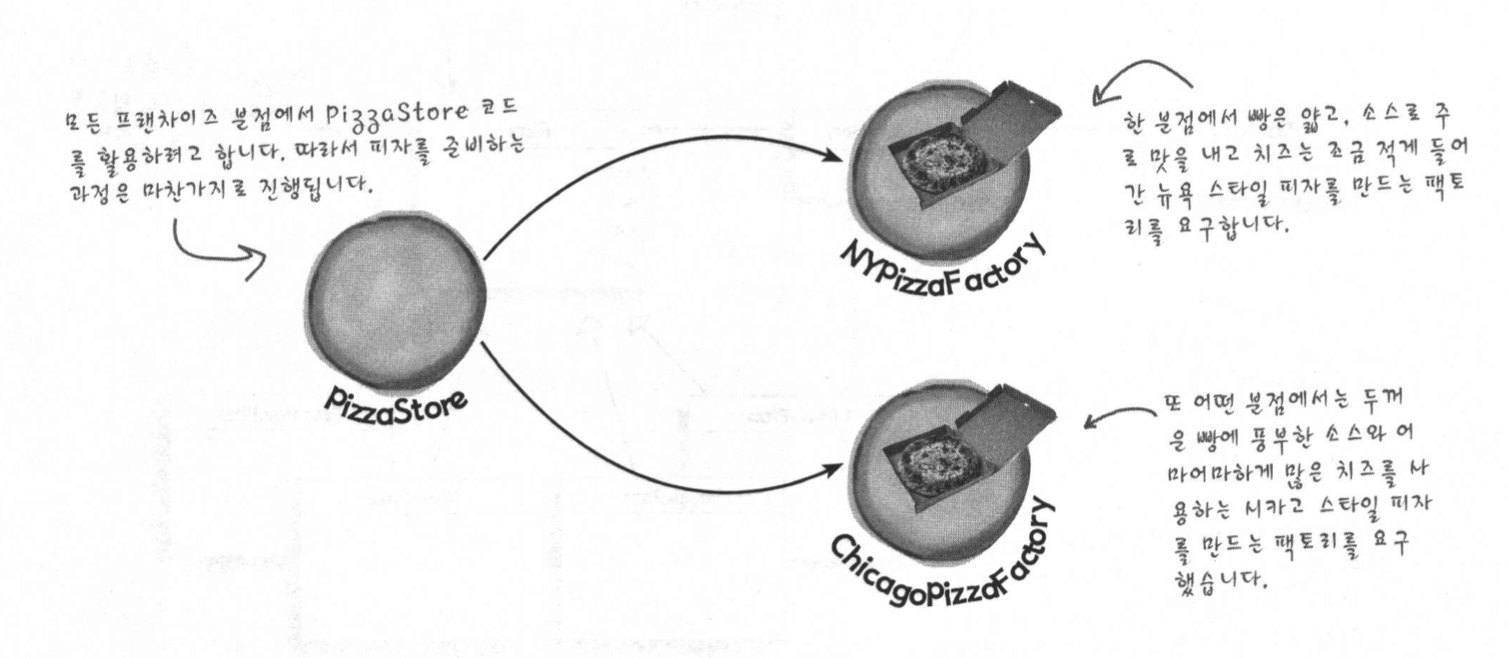 모든 프랜차이즈 분점에서 PizzaStore 코드
를 활용하려고 합니다. 따라서 피자를 준비하는
과정은 마찬가지로 진행됩니다.
PizzaStore
NYPizzaFactory
한 분점에서 빵은 얇고, 소스로 주
로 맛을 내고 치즈는 조금 적게 들어
간 뉴욕 스타일 피자를 만드는 팩토
리를 요구합니다.
ChicagoPizzaFactory
또 어떤 분점에서는 두꺼
운 빵에 풍부한 소스와 어
마어마하게 많은 치즈를 사
용하는 시카고 스타일 피자
를 만드는 팩토리를 요구
했습니다.